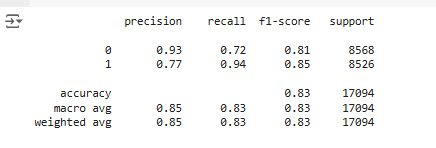 precision recall f1-score support
0 0.93 0.72 0.81 8568
1 0.77 0.94 0.85 8526
accuracy 0.83 17094
macro avg 0.85 0.83 0.83 17094
weighted avg 0.85 0.83 0.83 17094